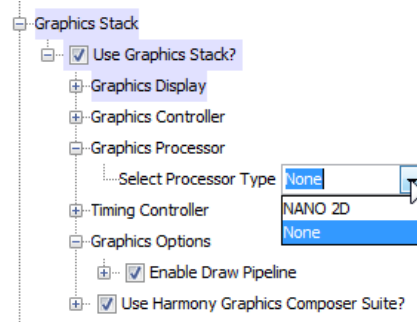 Graphics Stack
Use Graphics Stack?
Graphics Display
Graphics Controller
Graphics Processor
Select Processor Type None
NANO 2D
None
Timing Controller
Graphics Options
Enable Draw Pipeline
Use Harmony Graphics Composer Suite?